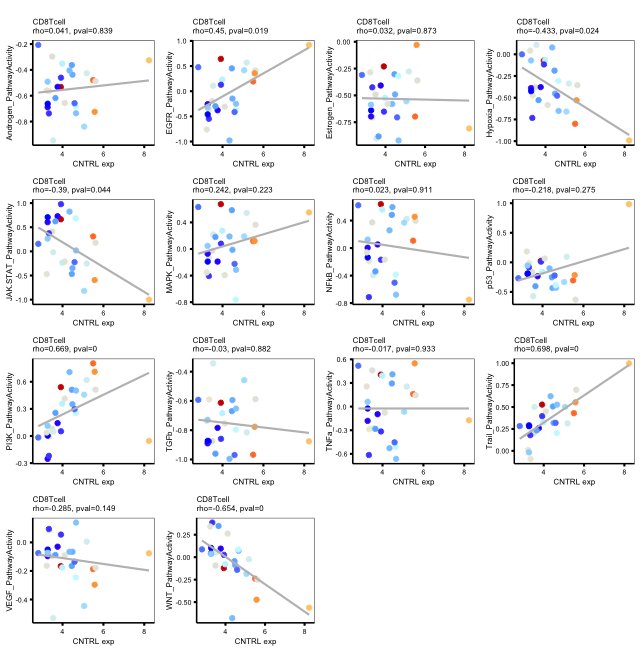 CD8Tcell
rho=0.041, pval=0.839
Androgen_PathwayActivity
-0.2
-0.4
-0.6
-0.8
4
6
8
CNTRL exp
CD8Tcell
rho=0.45, pval=0.019
EGFR_PathwayActivity
1.0
0.5
0.0
-0.5
-1.0
4
6
8
CNTRL exp
CD8Tcell
rho=0.032, pval=0.873
Estrogen_PathwayActivity
0.00
-0.25
-0.50
-0.75
4
6
8
CNTRL exp
CD8Tcell
rho=-0.433, pval=0.024
Hypoxia_PathwayActivity
0.00
-0.25
-0.50
-0.75
-1.00
4
6
8
CNTRL exp
CD8Tcell
rho=-0.39, pval=0.044
JAK-STAT_PathwayActivity
1.0
0.5
0.0
-0.5
-1.0
4
6
8
CNTRL exp
CD8Tcell
rho=0.242, pval=0.223
MAPK_PathwayActivity
0.4
0.0
-0.4
-0.8
4
6
8
CNTRL exp
CD8Tcell
rho=0.023, pval=0.911
NFkB_PathwayActivity
0.4
0.0
-0.4
-0.8
4
6
8
CNTRL exp
CD8Tcell
rho=-0.218, pval=0.275
p53_PathwayActivity
1.0
0.5
0.0
-0.5
4
6
8
CNTRL exp
CD8Tcell
rho=0.669, pval=0
PI3K_PathwayActivity
0.6
0.3
0.0
-0.3
4
6
8
CNTRL exp
CD8Tcell
rho=-0.03, pval=0.882
TGFb_PathwayActivity
-0.4
-0.6
-0.8
-1.0
4
6
8
CNTRL exp
CD8Tcell
rho=-0.017, pval=0.933
TNFa_PathwayActivity
0.6
0.3
0.0
-0.3
-0.6
4
6
8
CNTRL exp
CD8Tcell
rho=0.698, pval=0
Trail_PathwayActivity
1.00
0.75
0.50
0.25
0.00
4
6
8
CNTRL exp
CD8Tcell
rho=-0.285, pval=0.149
VEGF_PathwayActivity
0.0
-0.2
-0.4
4
6
8
CNTRL exp
CD8Tcell
rho=-0.654, pval=0
WNT_PathwayActivity
0.25
0.00
-0.25
-0.50
4
6
8
CNTRL exp